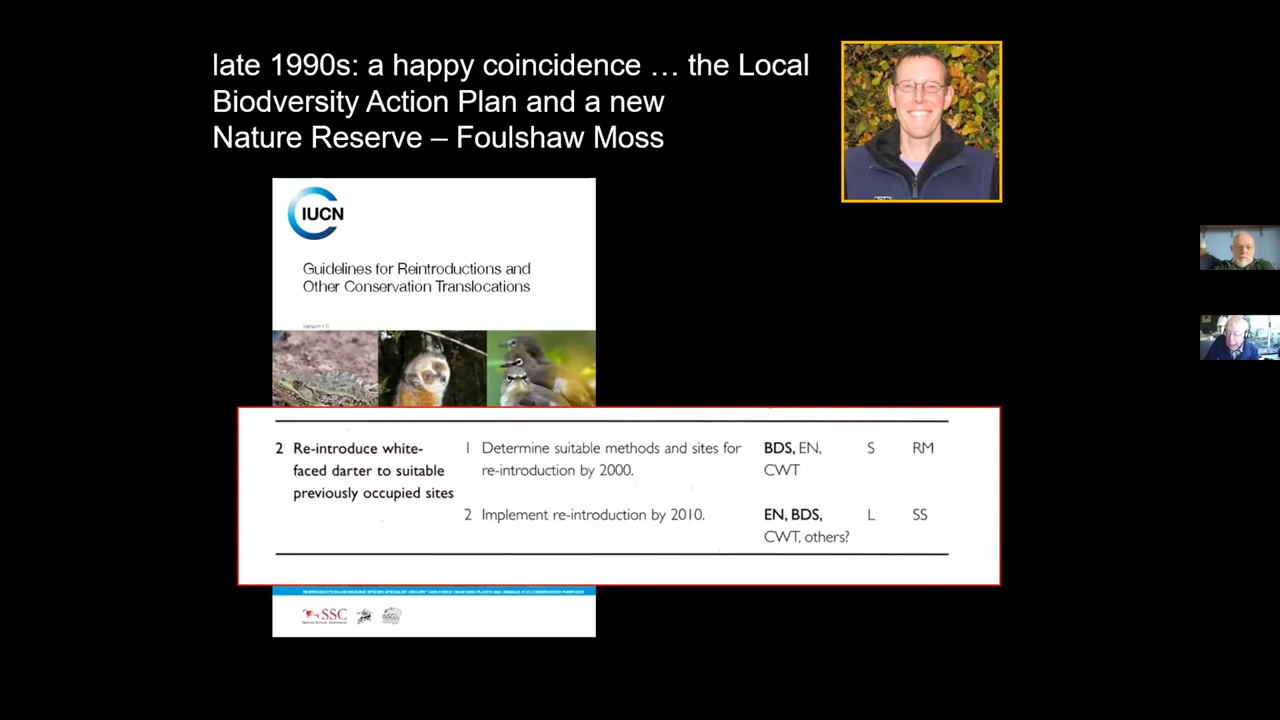 late 1990s: a happy coincidence … the Local
Biodversity Action Plan and a new
Nature Reserve – Foulshaw Moss
IUCN
Guidelines for Reintroductions and
Other Conservation Translocations
Version 1.0
2 Re-introduce white-faced darter to suitable previously occupied sites
1 Determine suitable methods and sites for re-introduction by 2000.
BDS, EN, CWT
S
RM
2 Implement re-introduction by 2010.
EN, BDS, CWT, others?
L
SS
SSC